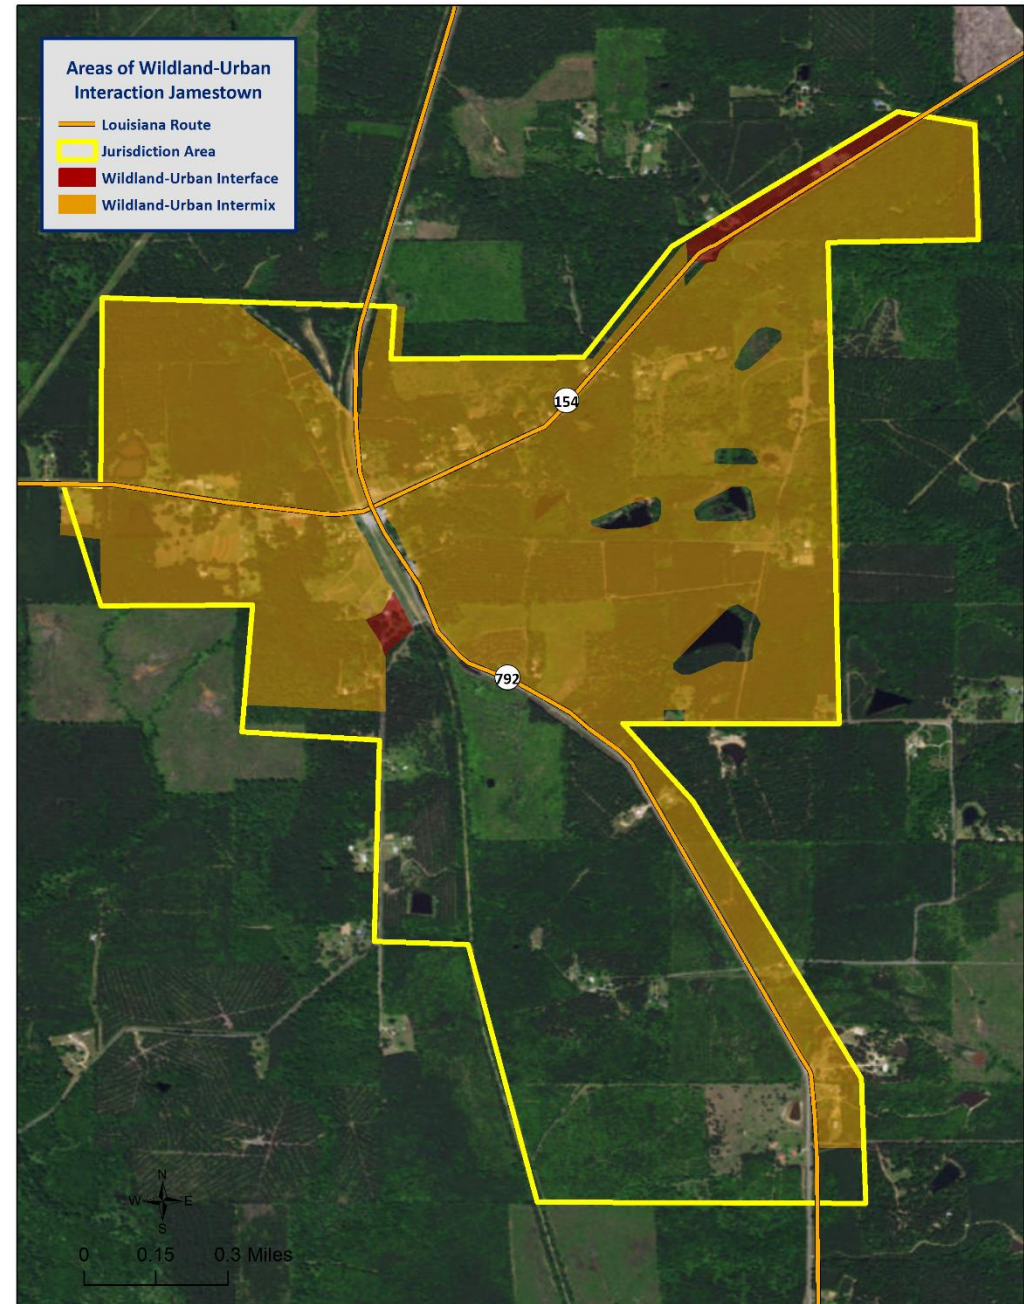 Areas of Wildland-Urban
Interaction Jamestown
Louisiana Route
Jurisdiction Area
Wildland-Urban Interface
Wildland-Urban Intermix
154
792
N
W E
S
0 0.15 0.3 Miles